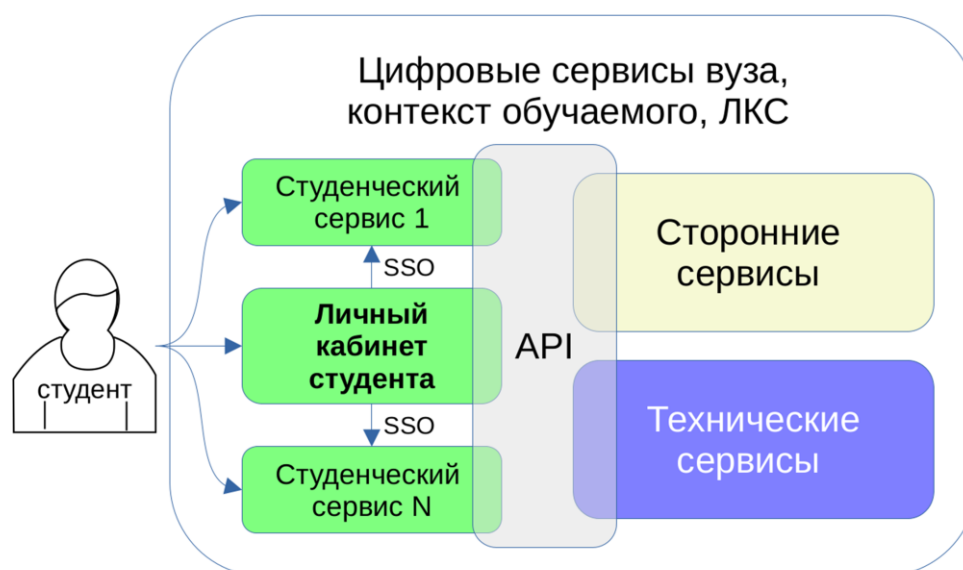 Цифровые сервисы вуза,
контекст обучаемого, ЛКС
Студенческий
сервис 1
SSO
Личный
кабинет
студента
SSO
Студенческий
сервис N
студент
API
Сторонние
сервисы
Технические
сервисы